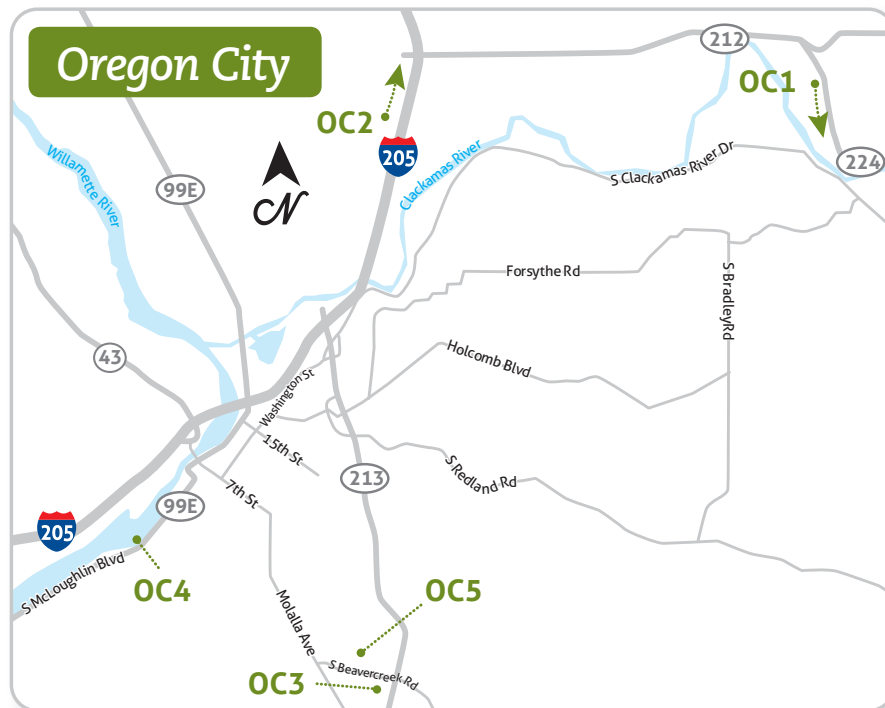 Oregon City
212
OC1
OC2
205
Clackamas River
S Clackamas River Dr
224
Willamette River
99E
N
Forsythe Rd
S BradleyRd
43
Holcomb Blvd
Washington St
15th St
213
S Redland Rd
7th St
99E
205
S McLoughlin Blvd
OC4
OC5
Molalla Ave
S Beavercreek Rd
OC3